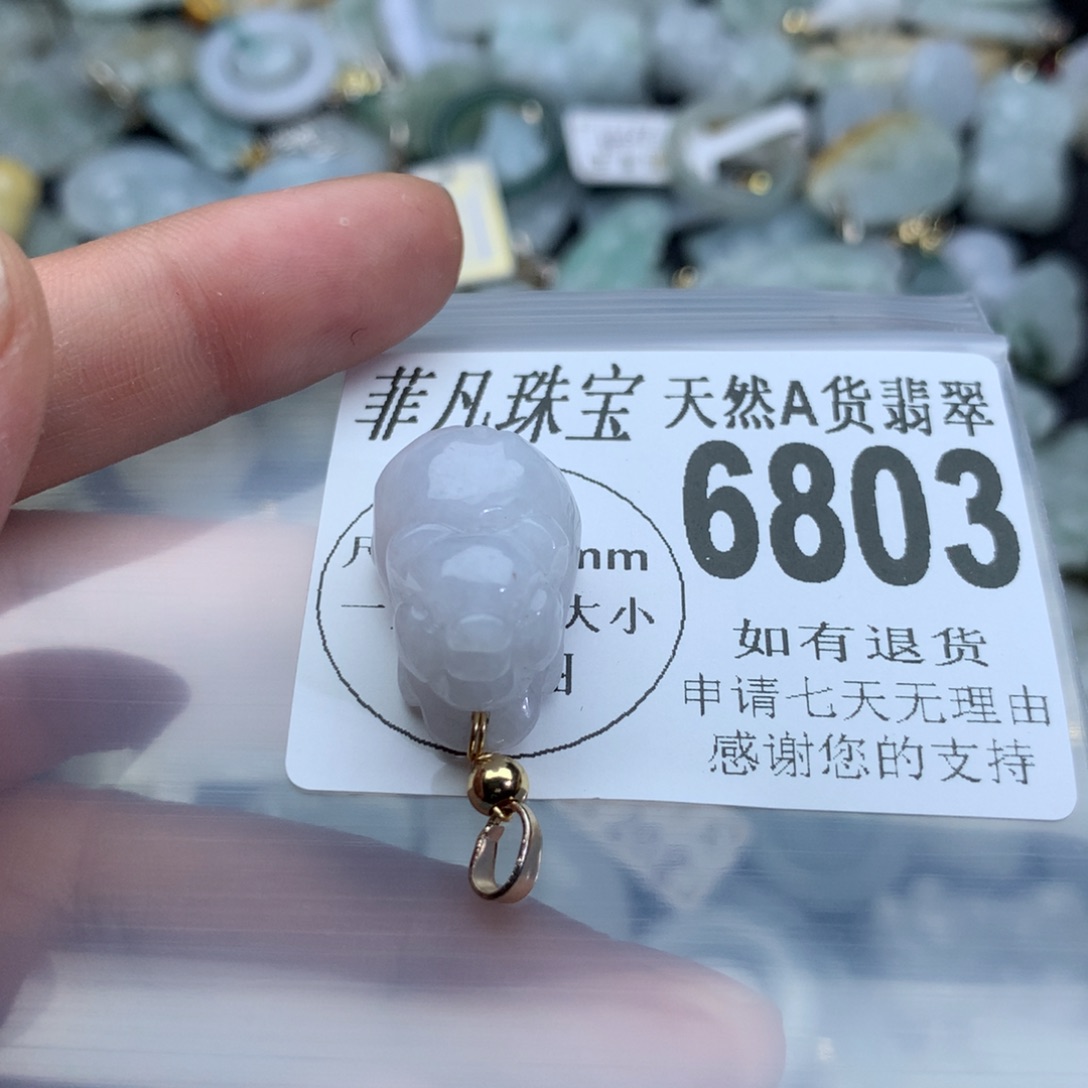 菲凡珠宝 天然A货翡翠
6803
mm
大小
如有退货
申请七天无理由
感谢您的支持